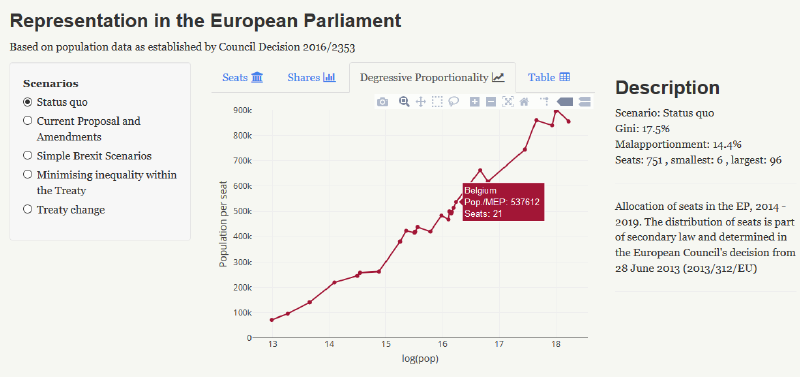 Representation in the European Parliament
Based on population data as established by Council Decision 2016/2353
Scenarios
Status quo
Current Proposal and
Amendments
Simple Brexit Scenarios
Minimising inequality within
the Treaty
Treaty change
Seats
Shares
Degressive Proportionality
Table
900k
800k
700k
600k
500k
400k
300k
200k
100k
0
Population per seat
Belgium
Pop./MEP: 537612
Seats: 21
13
14
15
16
17
18
log(pop)
Description
Scenario: Status quo
Gini: 17.5%
Malapportionment: 14.4%
Seats: 751 , smallest: 6 , largest: 96
Allocation of seats in the EP, 2014 -
2019. The distribution of seats is part
of secondary law and determined in
the European Council's decision from
28 June 2013 (2013/312/EU)